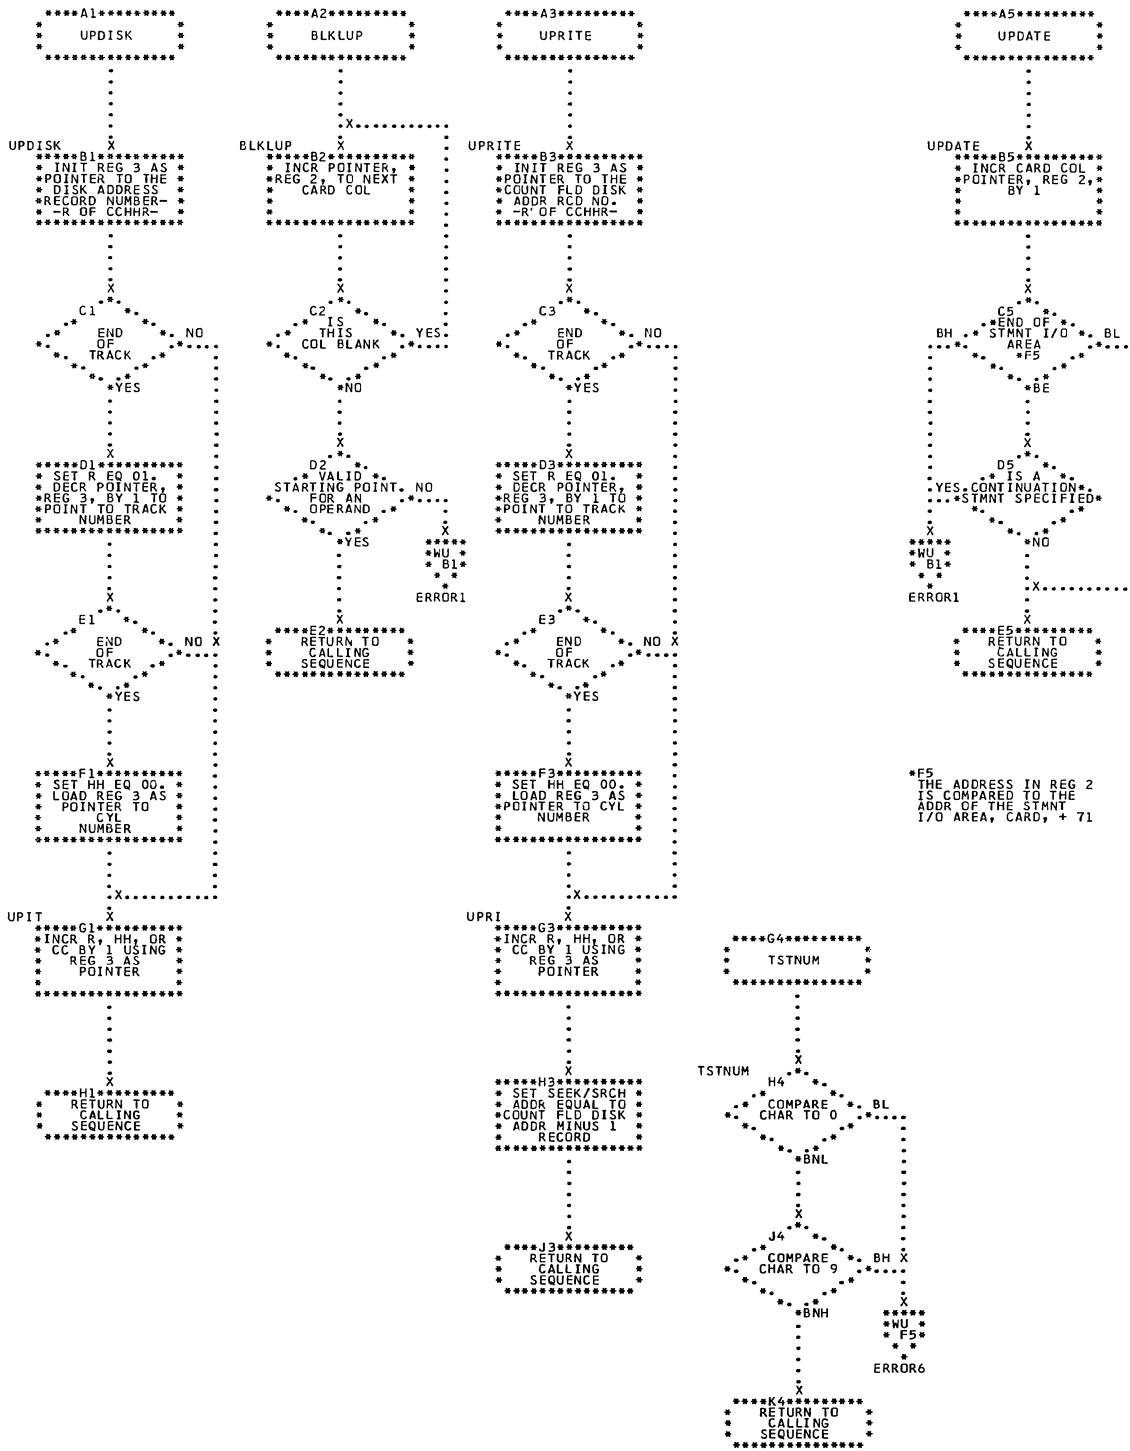 A1
UPDISK
UPDISK
B1
INIT REG 3 AS
POINTER TO THE
DISK ADDRESS
RECORD NUMBER-
-R OF CCHHR-
C1
END
OF
TRACK
NO
YES
D1
SET R EQ 01.
DECR POINTER,
REG 3, BY 1 TO
POINT TO TRACK
NUMBER
E1
END
OF
TRACK
NO X
YES
F1
SET HH EQ 00.
LOAD REG 3 AS
POINTER TO
CYL
NUMBER
UPIT
G1
INCR R, HH, OR
CC BY 1 USING
REG 3 AS
POINTER
H1
RETURN TO
CALLING
SEQUENCE
A2
BLKLUP
BLKLUP
B2
INCR POINTER,
REG 2, TO NEXT
CARD COL
C2
IS
THIS
COL BLANK
YES
NO
D2
VALID
STARTING POINT
FOR AN
OPERAND
NO
YES
WU
B1
ERROR1
E2
RETURN TO
CALLING
SEQUENCE
A3
UPRITE
UPRITE
B3
INIT REG 3 AS
POINTER TO THE
COUNT FLD DISK
ADDR RCD NO.
-R OF CCHHR-
C3
END
OF
TRACK
NO
YES
D3
SET R EQ 01.
DECR POINTER,
REG 3, BY 1 TO
POINT TO TRACK
NUMBER
E3
END
OF
TRACK
NO X
YES
F3
SET HH EQ 00.
LOAD REG 3 AS
POINTER TO CYL
NUMBER
UPRI
G3
INCR R, HH, OR
CC BY 1 USING
REG 3 AS
POINTER
H3
SET SEEK/SRCH
ADDR EQUAL TO
COUNT FLD DISK
ADDR MINUS 1
RECORD
J3
RETURN TO
CALLING
SEQUENCE
G4
TSTNUM
TSTNUM
H4
COMPARE
CHAR TO 0
BL
BNL
J4
COMPARE
CHAR TO 9
BH X
BNH
WU
F5
ERROR6
K4
RETURN TO
CALLING
SEQUENCE
A5
UPDATE
UPDATE
B5
INCR CARD COL
POINTER, REG 2,
BY 1
C5
END OF
STMNT I/O
AREA
*F5
BH
BL
BE
D5
IS A
CONTINUATION
STMNT SPECIFIED
YES
NO
WU
B1
ERROR1
E5
RETURN TO
CALLING
SEQUENCE
*F5
THE ADDRESS IN REG 2
IS COMPARED TO THE
ADDR OF THE STMNT
I/O AREA, CARD, + 71